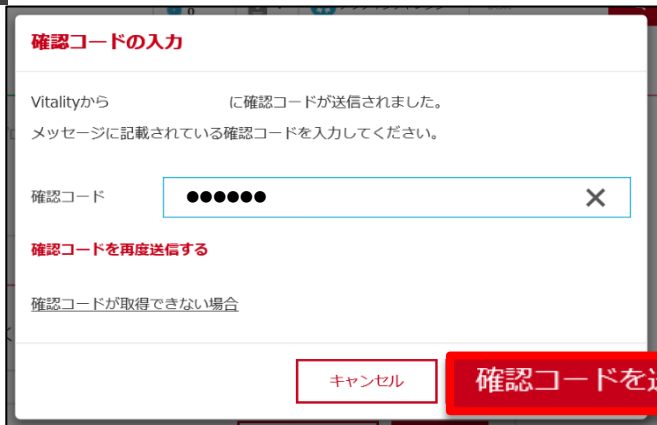 0
確認コードの入力
Vitalityから に確認コードが送信されました。
メッセージに記載されている確認コードを入力してください。
確認コード ●●●●●●
確認コードを再度送信する
確認コードが取得できない場合
キャンセル
確認コードを送